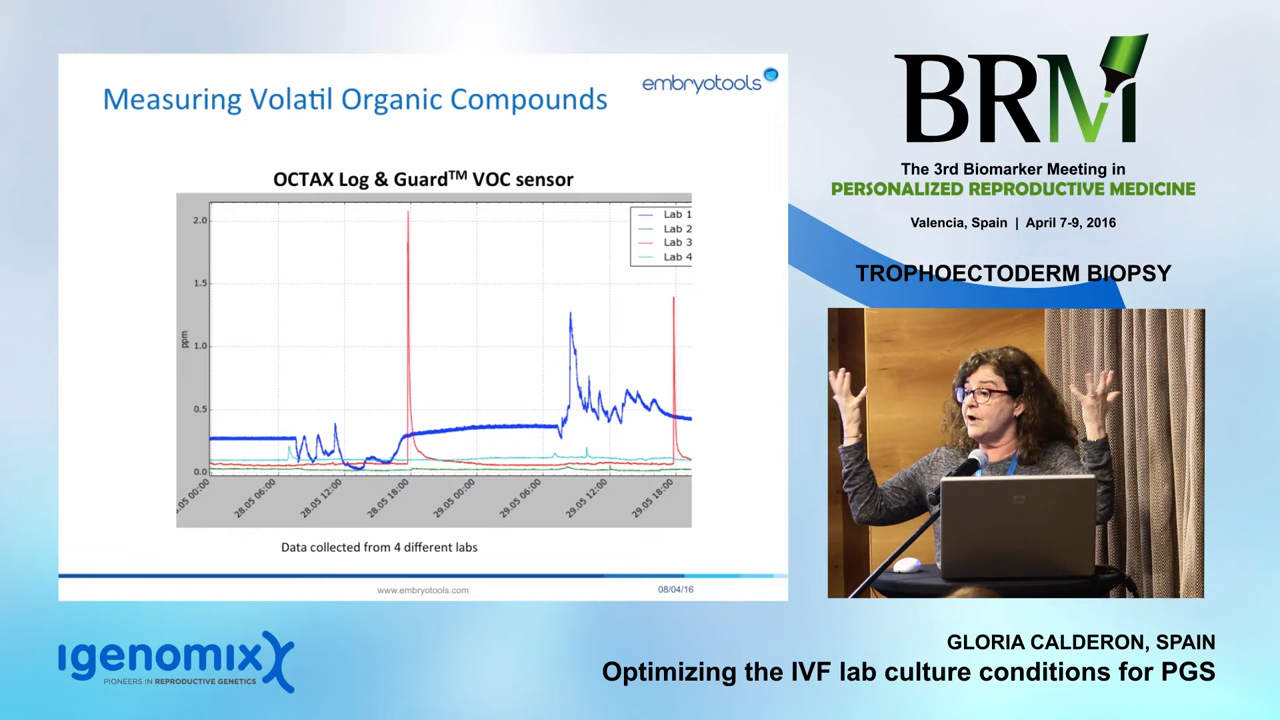 Measuring Volatil Organic Compounds
embryotools
OCTAX Log & Guard™ VOC sensor
2.0
1.5
1.0
0.5
0.0
ppm
Lab 1
Lab 2
Lab 3
Lab 4
.05 00:00
28.05 06:00
28.05 12:00
28.05 18:00
29.05 00:00
29.05 06:00
29.05 12:00
29.05 18:00
Data collected from 4 different labs
www.embryotools.com
08/04/16
BRM
The 3rd Biomarker Meeting in
PERSONALIZED REPRODUCTIVE MEDICINE
Valencia, Spain | April 7-9, 2016
TROPHOECTODERM BIOPSY
igenomix
PIONEERS IN REPRODUCTIVE GENETICS
GLORIA CALDERON, SPAIN
Optimizing the IVF lab culture conditions for PGS